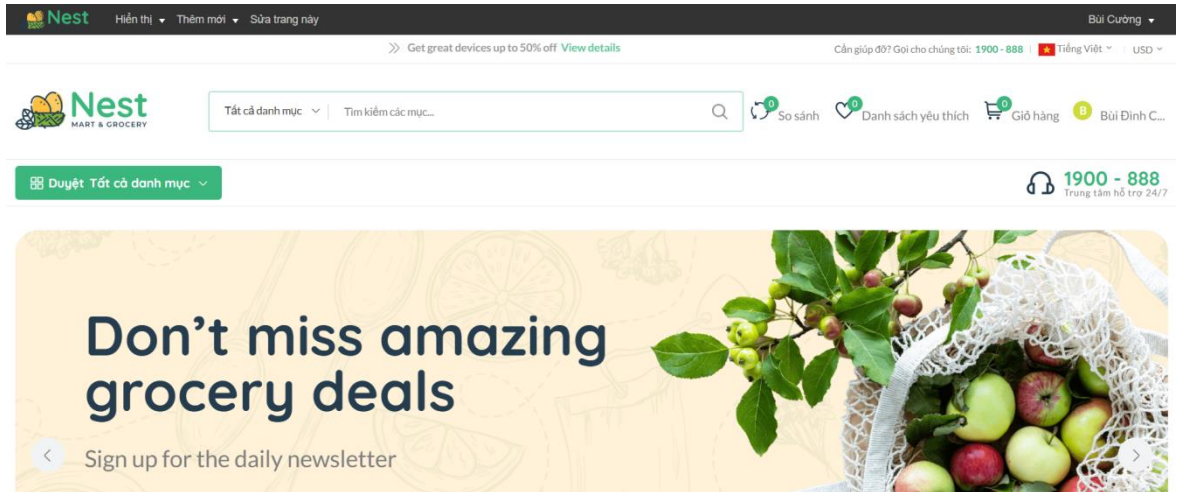 Nest Hiển thị Thêm mới Sửa trang này Bùi Cường
Get great devices up to 50% off View details Cần giúp đỡ? Gọi cho chúng tôi: 1900 - 888 Tiếng Việt USD
Nest
MART & GROCERY
Tất cả danh mục Tìm kiếm các mục... 0 So sánh 0 Danh sách yêu thích 0 Giỏ hàng B Bùi Đình C...
Duyệt Tất cả danh mục 1900 - 888
Trung tâm hỗ trợ 24/7
Don't miss amazing
grocery deals
Sign up for the daily newsletter